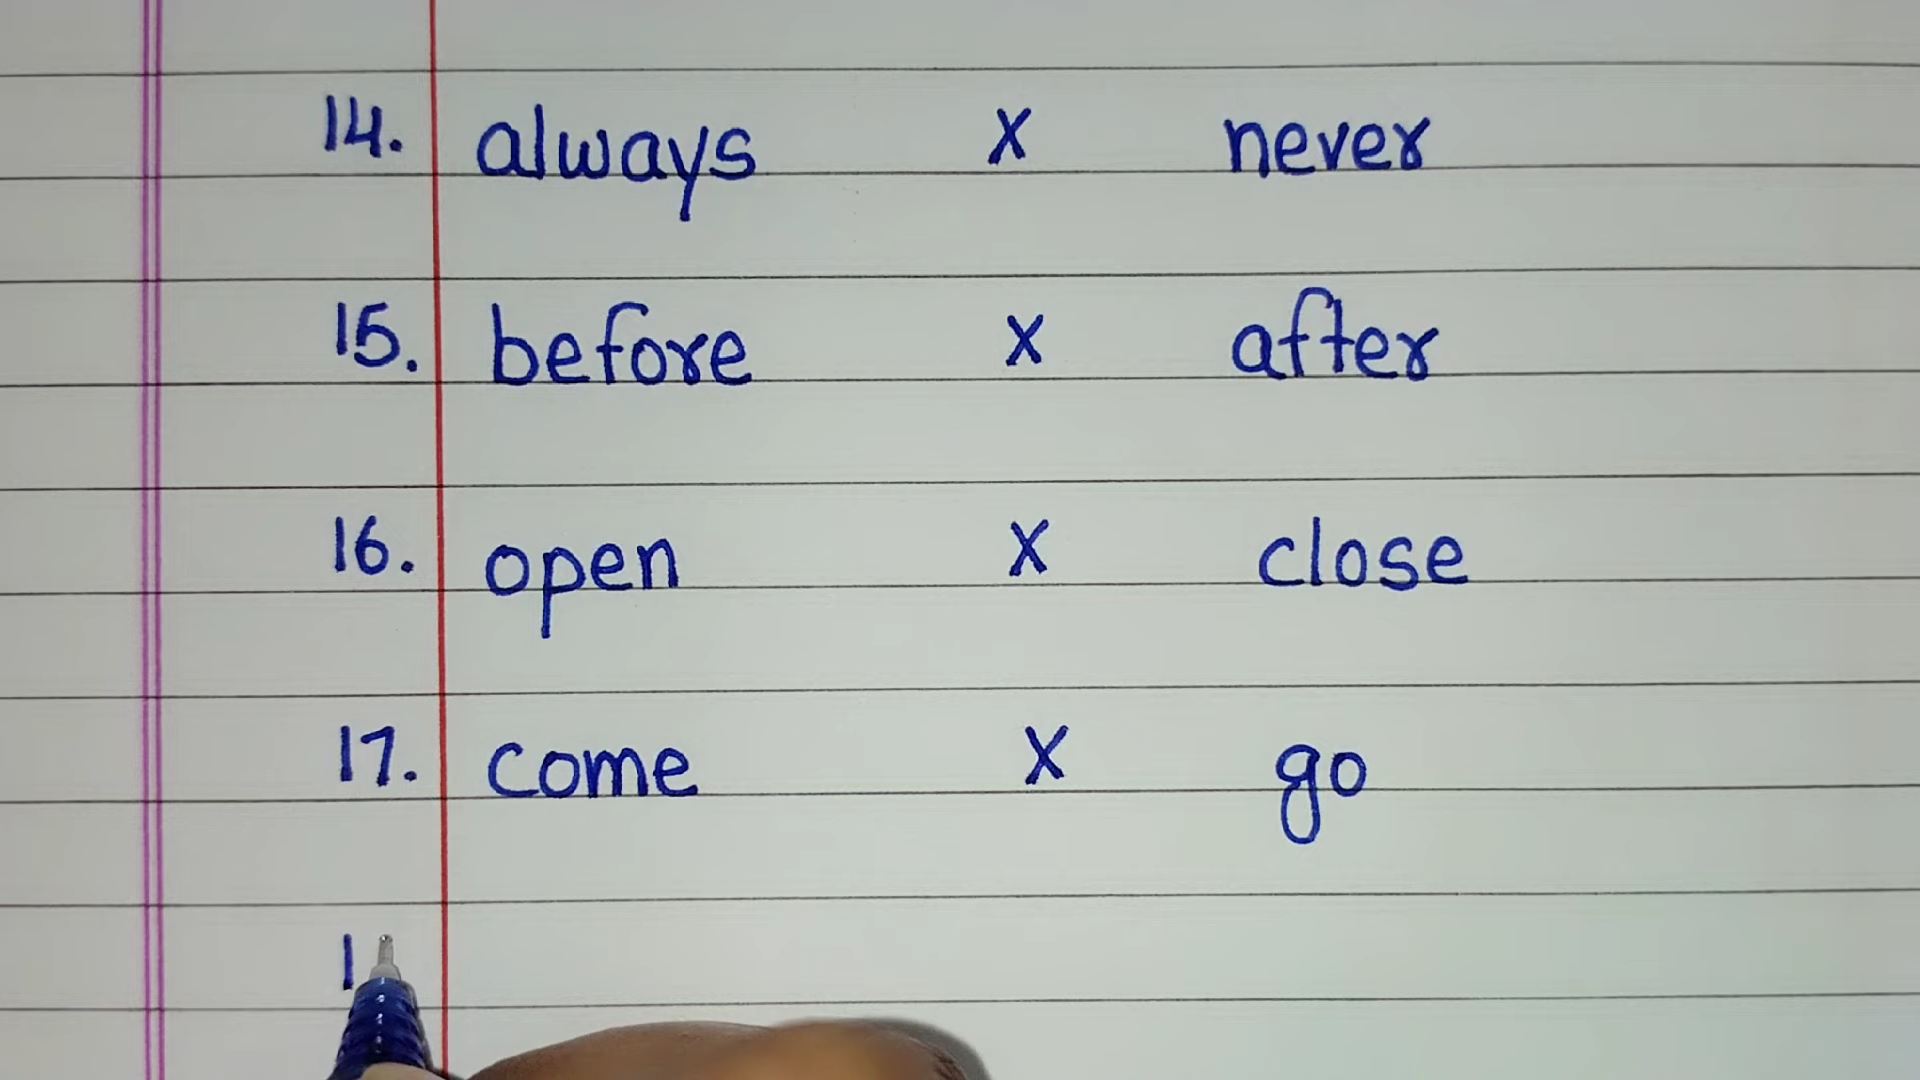 14. always x never
15. before x after
16. open x close
17. come x go
1